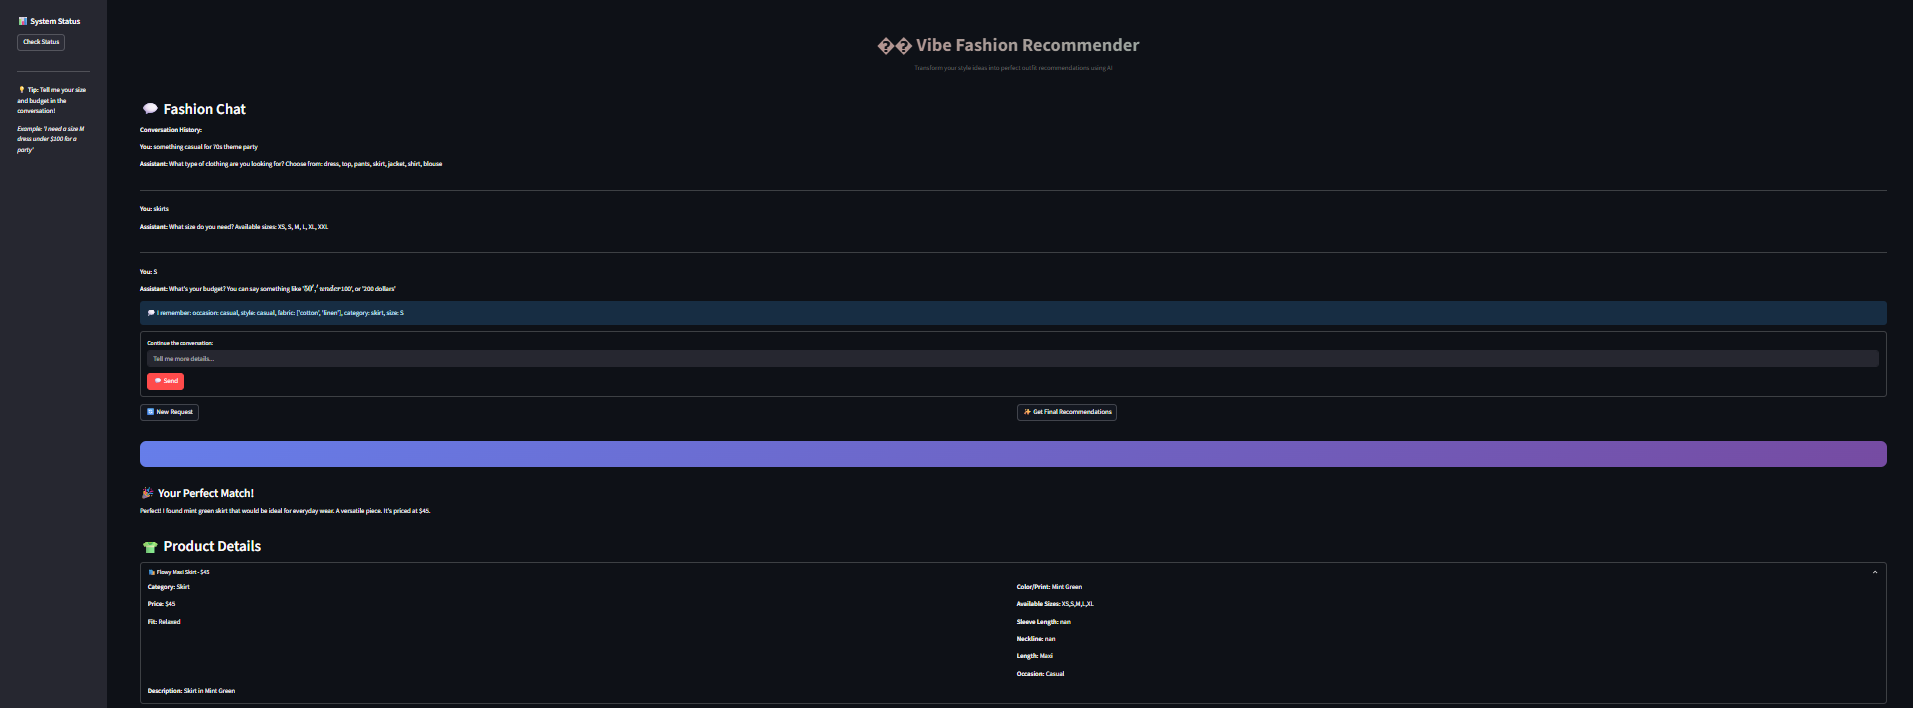 System Status
Check Status
Tip: Tell me your size
and budget in the
conversation!
Example: 'I need a size M
dress under $100 for a
party'
�� Vibe Fashion Recommender
Transform your style ideas into perfect outfit recommendations using AI
Fashion Chat
Conversation History:
You: something casual for 70s theme party
Assistant: What type of clothing are you looking for? Choose from: dress, top, pants, skirt, jacket, shirt, blouse
You: skirts
Assistant: What size do you need? Available sizes: XS, S, M, L, XL, XXL
You: S
Assistant: What's your budget? You can say something like '50', 'under100', or '200 dollars'
I remember: occasion: casual, style: casual, fabric: ['cotton', 'linen'], category: skirt, size: S
Continue the conversation:
Tell me more details...
Send
New Request
Get Final Recommendations
Your Perfect Match!
Perfect! I found mint green skirt that would be ideal for everyday wear. A versatile piece. It's priced at $45.
Product Details
Flowy Maxi Skirt - $45
Category: Skirt
Price: $45
Fit: Relaxed
Color/Print: Mint Green
Available Sizes: XS,S,M,L,XL
Sleeve Length: nan
Neckline: nan
Length: Maxi
Occasion: Casual
Description: Skirt in Mint Green